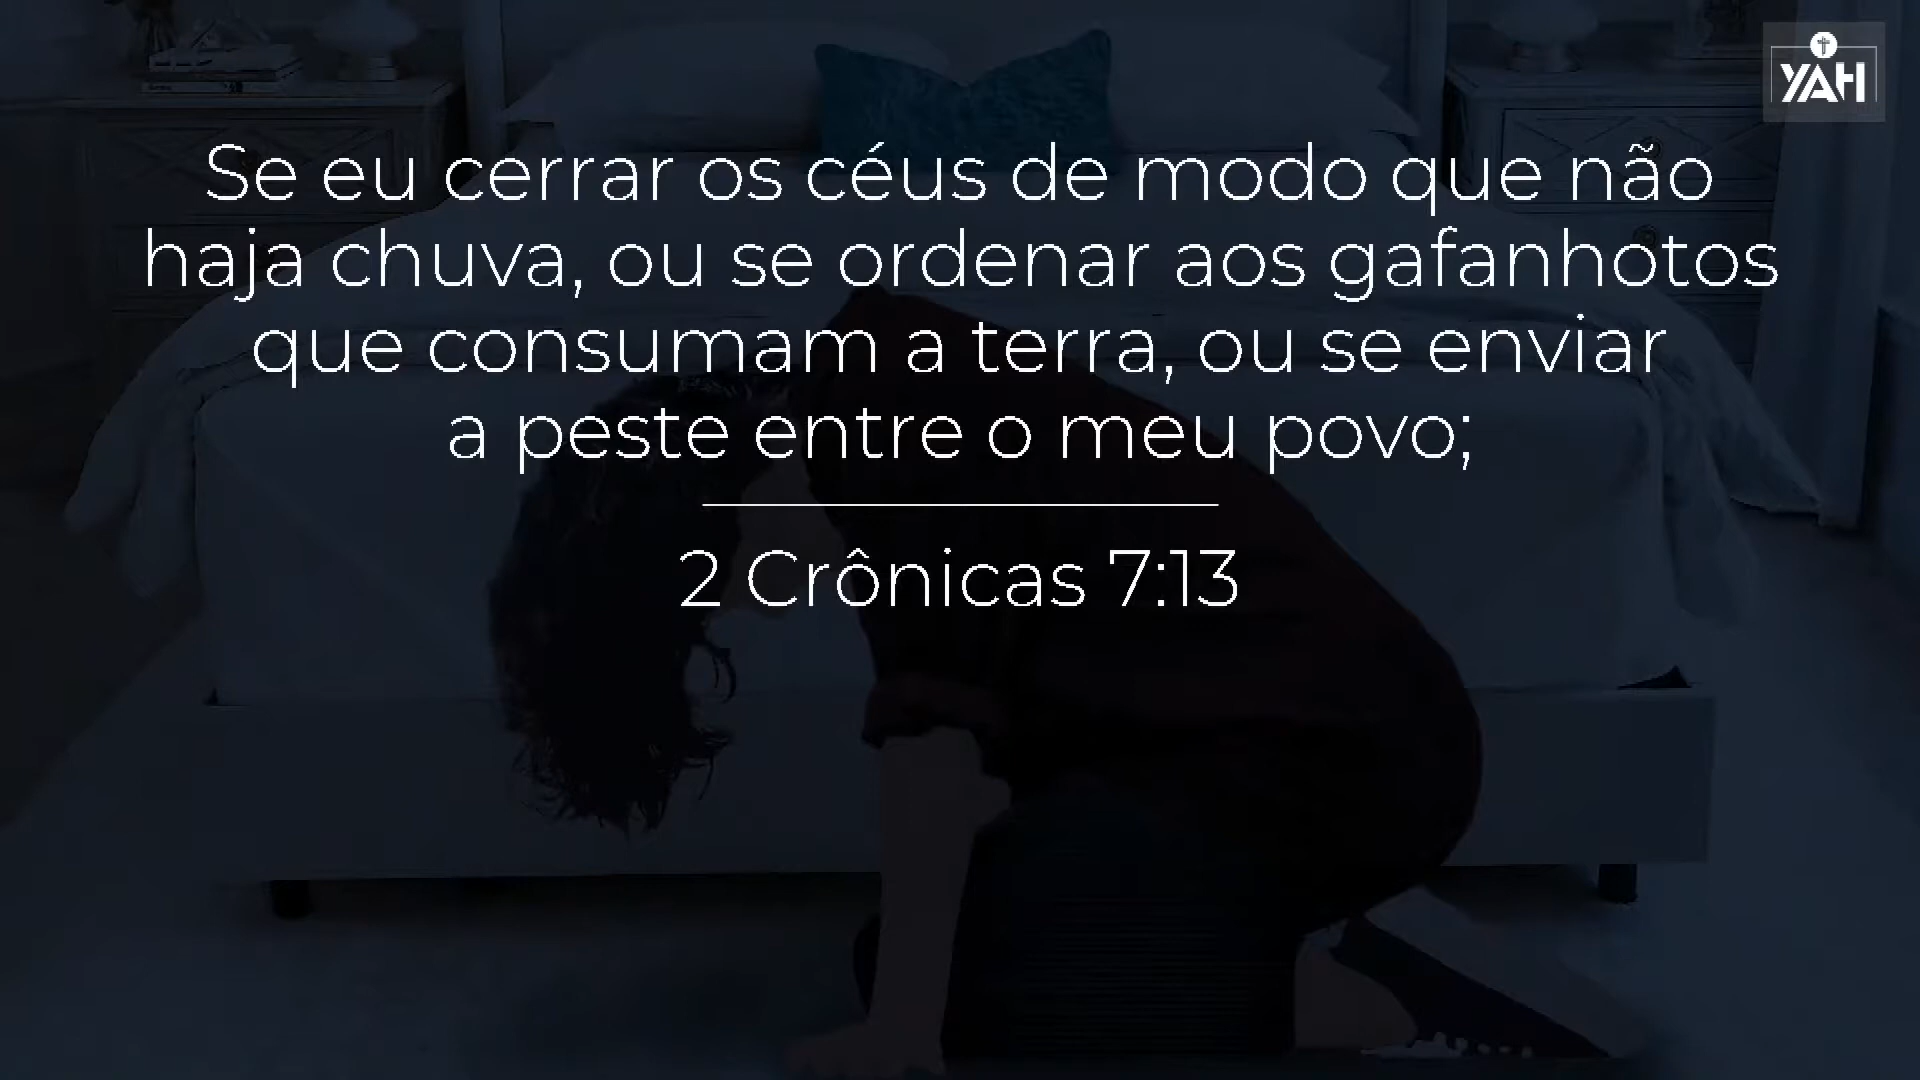 YAH
Se eu cerrar os céus de modo que não
haja chuva, ou se ordenar aos gafanhotos
que consumam a terra, ou se enviar
a peste entre o meu povo;
2 Crônicas 7:13